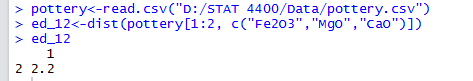 > pottery<-read.csv("D:/STAT 4400/Data/pottery.csv")
> ed_12<-dist(pottery[1:2, c("Fe2O3","MgO","CaO")])
> ed_12
1
2 2.2